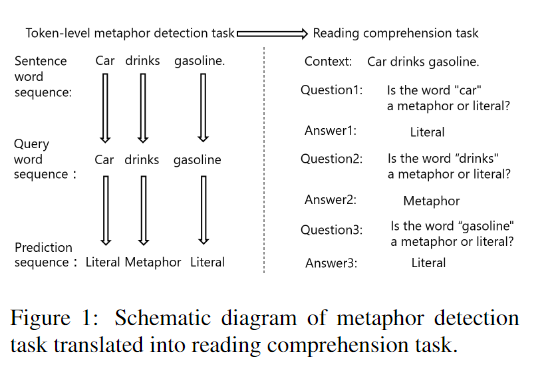 Token-level metaphor detection task
Reading comprehension task
Sentence word sequence:
Car drinks gasoline.
Query word sequence :
Car drinks gasoline
Prediction sequence :
Literal Metaphor Literal
Context: Car drinks gasoline.
Question1: Is the word "car"
a metaphor or literal?
Answer1: Literal
Question2: Is the word "drinks"
a metaphor or literal?
Answer2: Metaphor
Question3: Is the word "gasoline"
a metaphor or literal?
Answer3: Literal
Figure 1: Schematic diagram of metaphor detection
task translated into reading comprehension task.